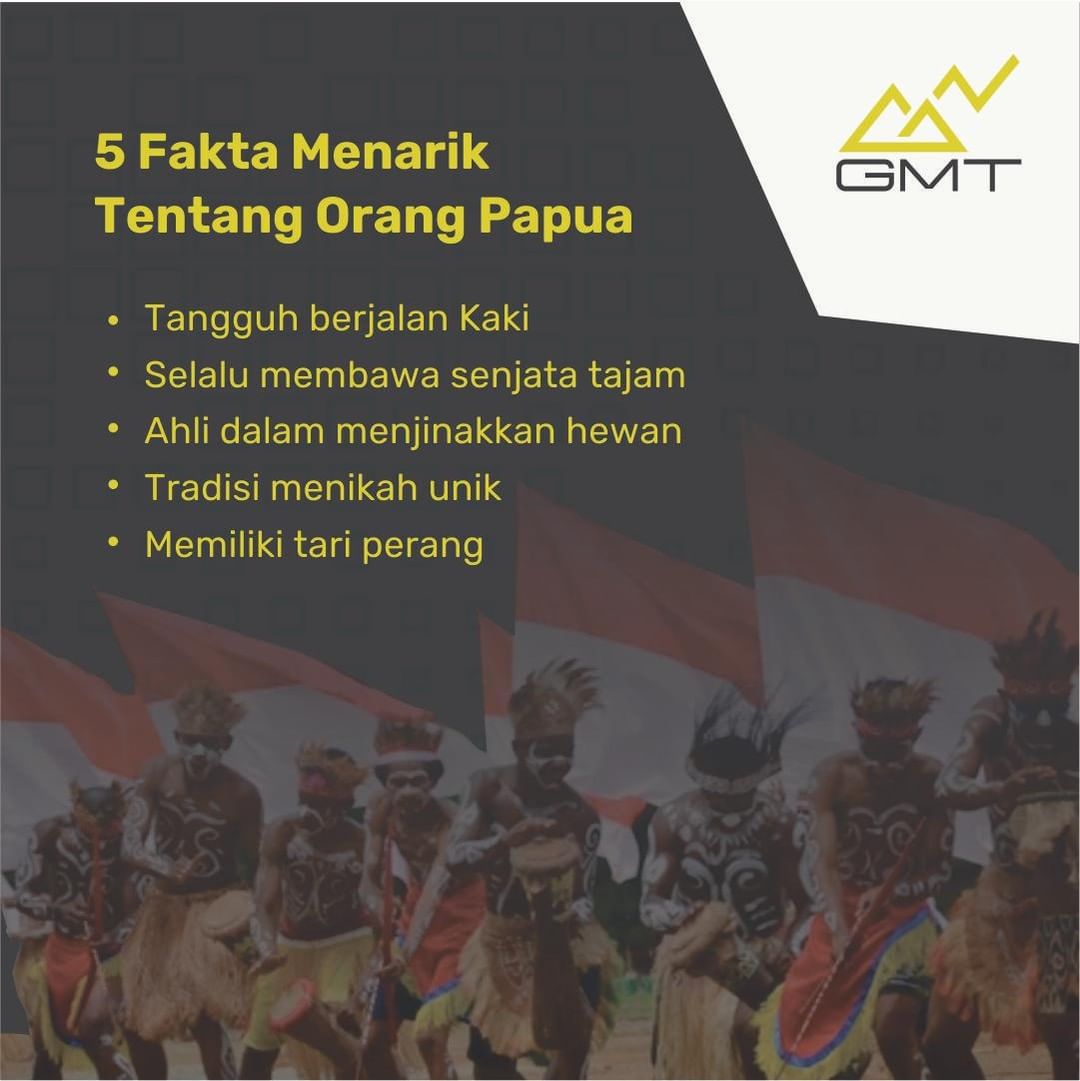 GMT
5 Fakta Menarik
Tentang Orang Papua
Tangguh berjalan Kaki
Selalu membawa senjata tajam
Ahli dalam menjinakkan hewan
Tradisi menikah unik
Memiliki tari perang